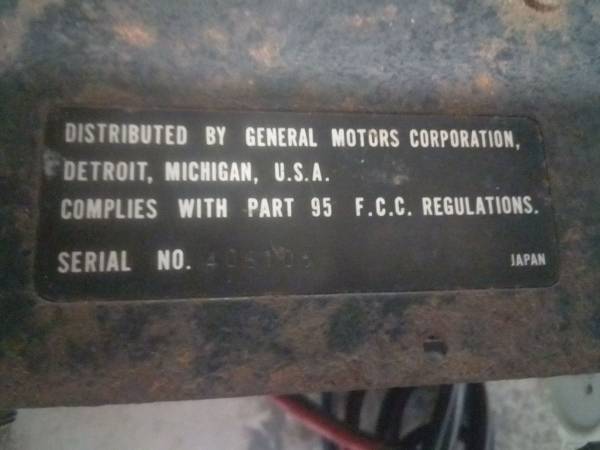 DISTRIBUTED BY GENERAL MOTORS CORPORATION,
DETROIT, MICHIGAN, U.S.A.
COMPLIES WITH PART 95 F.C.C. REGULATIONS.
SERIAL NO. JAPAN